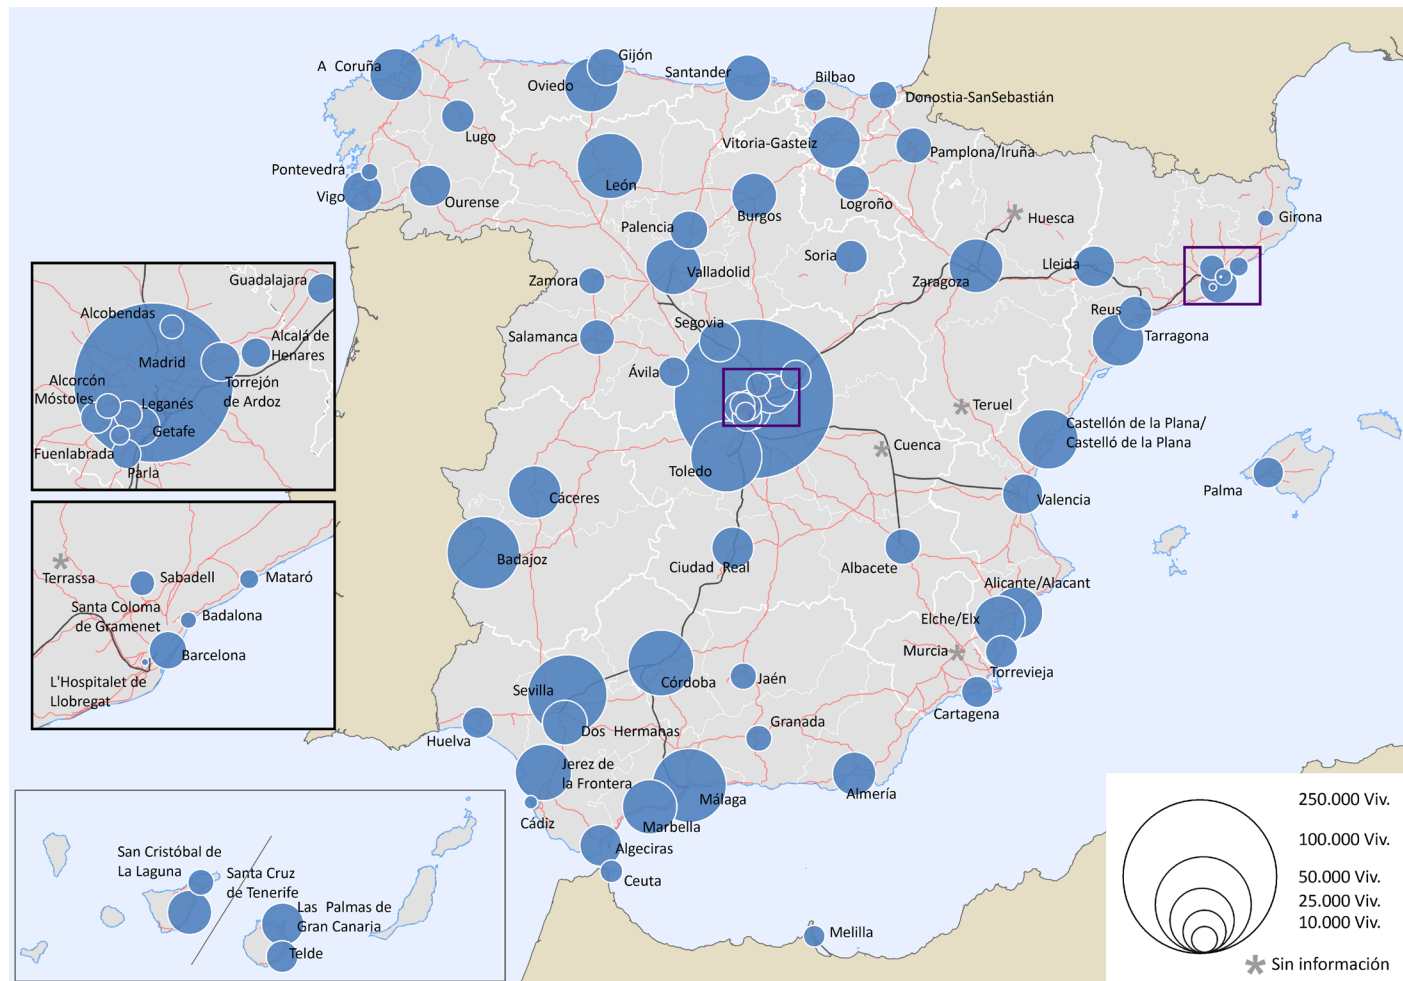 A Coruña
Gijón
Oviedo
Santander
Bilbao
Donostia-SanSebastián
Lugo
Vitoria-Gasteiz
Pamplona/Iruña
Pontevedra
Vigo
Ourense
León
Burgos
Logroño
Huesca
Girona
Palencia
Soria
Valladolid
Zaragoza
Lleida
Zamora
Reus
Tarragona
Salamanca
Segovia
Ávila
Teruel
Castellón de la Plana/
Castelló de la Plana
Cuenca
Toledo
Palma
Cáceres
Valencia
Badajoz
Ciudad Real
Albacete
Alicante/Alacant
Elche/Elx
Murcia
Torrevieja
Córdoba
Jaén
Sevilla
Cartagena
Dos Hermanas
Granada
Huelva
Jerez de
la Frontera
Málaga
Almería
Cádiz
Marbella
Algeciras
Ceuta
Melilla
Guadalajara
Alcobendas
Alcalá de
Henares
Madrid
Torrejón
de Ardoz
Alcorcón
Móstoles
Leganés
Getafe
Fuenlabrada
Parla
Terrassa
Sabadell
Mataró
Santa Coloma
de Gramenet
Badalona
Barcelona
L'Hospitalet de
Llobregat
San Cristóbal de
La Laguna
Santa Cruz
de Tenerife
Las Palmas de
Gran Canaria
Telde
250.000 Viv.
100.000 Viv.
50.000 Viv.
25.000 Viv.
10.000 Viv.
Sin información